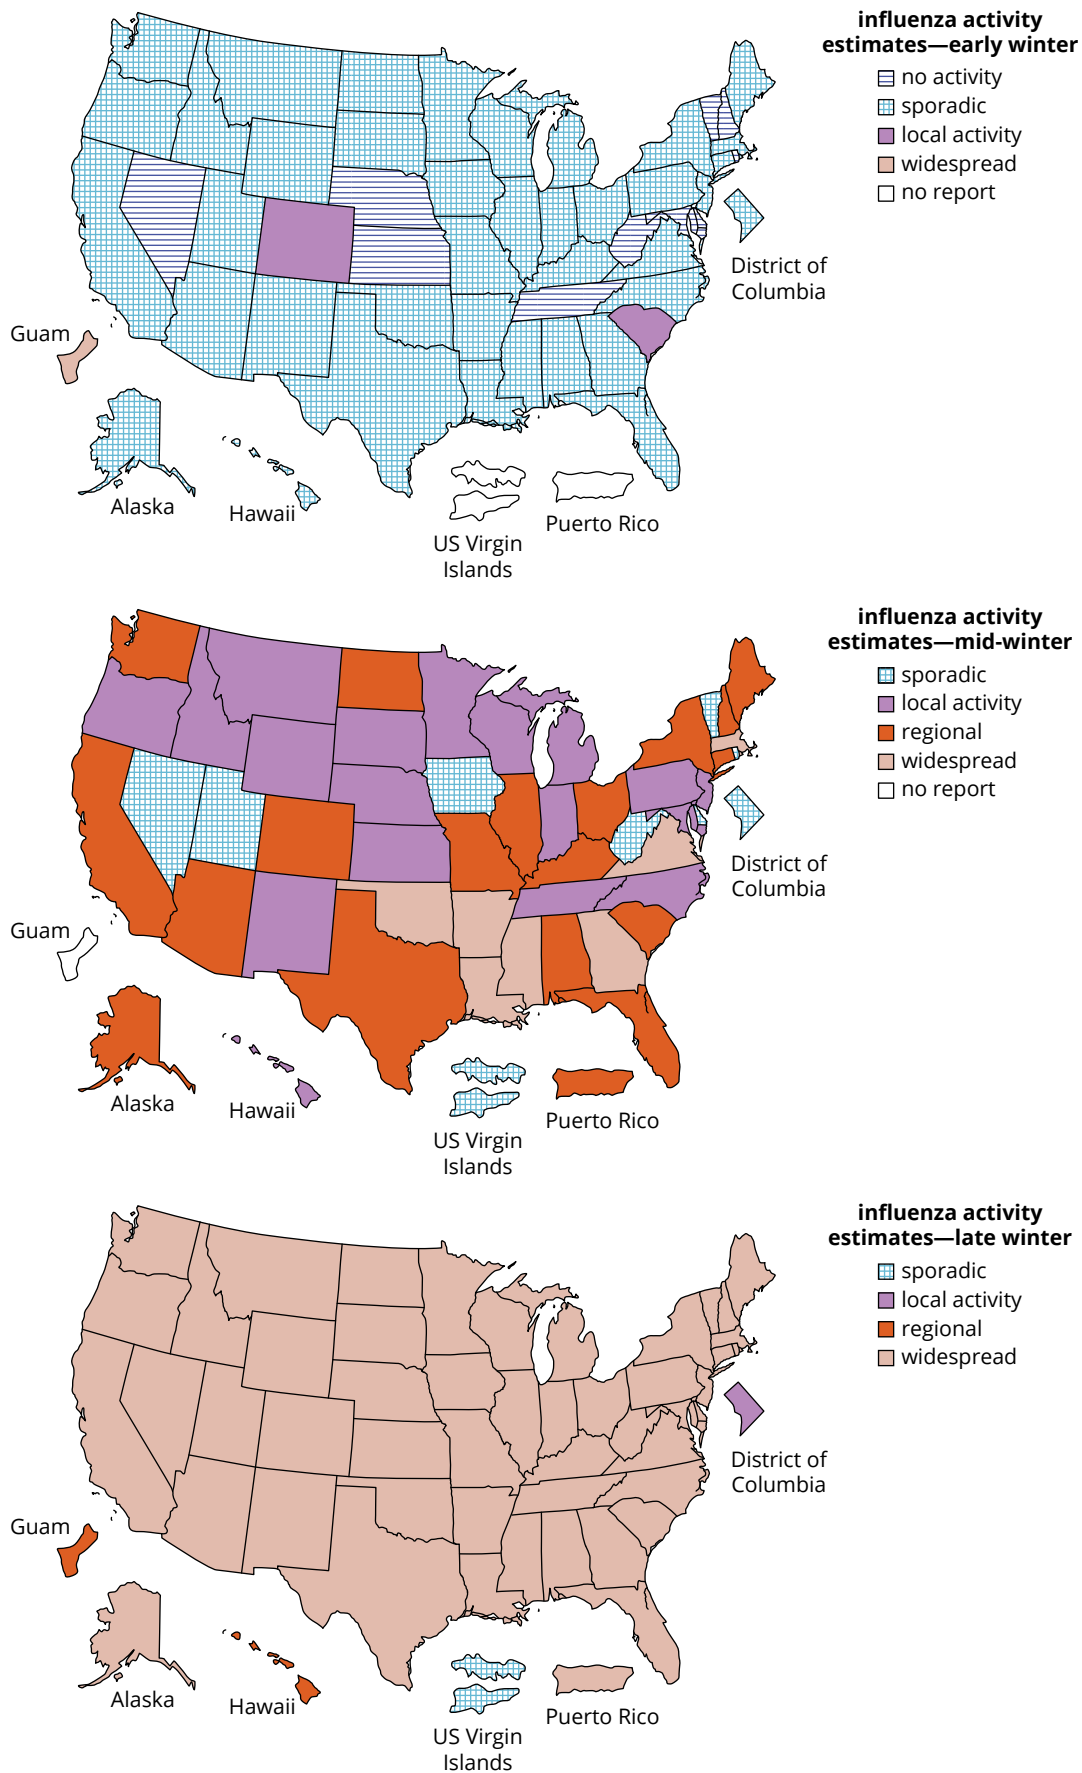 influenza activity
estimates—early winter
no activity
sporadic
local activity
widespread
no report
District of
Columbia
Guam
Alaska
Hawaii
US Virgin
Islands
Puerto Rico
influenza activity
estimates—mid-winter
sporadic
local activity
regional
widespread
no report
District of
Columbia
Guam
Alaska
Hawaii
US Virgin
Islands
Puerto Rico
influenza activity
estimates—late winter
sporadic
local activity
regional
widespread
District of
Columbia
Guam
Alaska
Hawaii
US Virgin
Islands
Puerto Rico